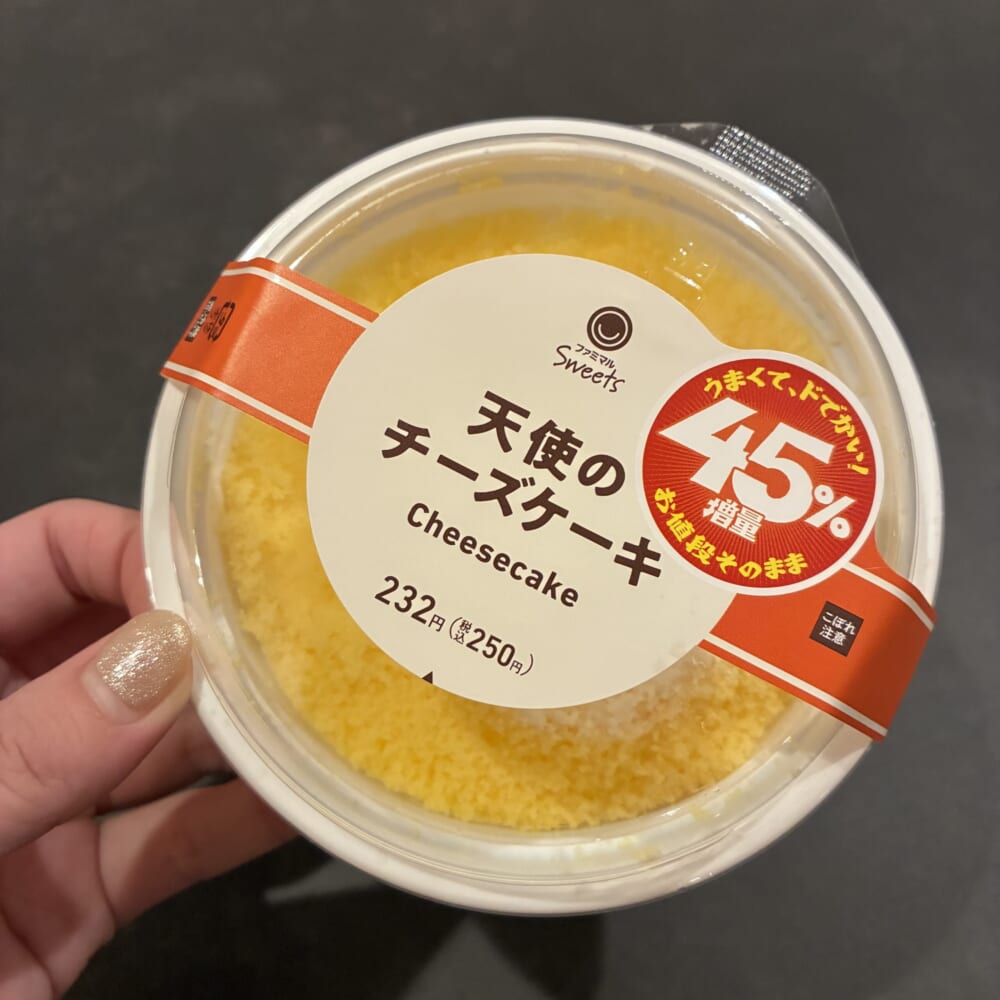 ファミマル
Sweets
天使の
チーズケーキ
Cheesecake
232円(税込250円)
うまくて、ドでかい!
45%
増量
お値段そのまま
こぼれ
注意